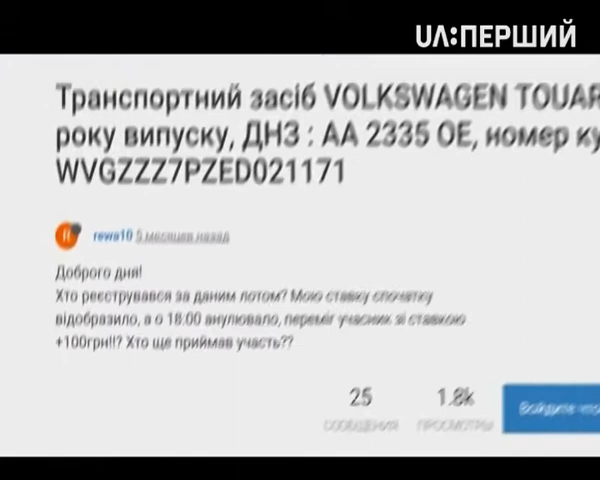 UA:ПЕРШИЙ
Транспортний засіб VOLKSWAGEN TOUAR
року випуску, ДНЗ : АА 2335 ОЕ, номер ку
WVGZZZ7PZED021171
rewa10 5 месяцев назад
Доброго дня!
Хто реєструвався за даним лотом? Мою ставку спочатку
відобразило, а о 18:00 анулювало, переміг учасник зі ставкою
+100грн!!? Хто ще приймав участь??
25 1.8k
СООБЩЕНИЯ ПРОСМОТРЫ
Войдите что